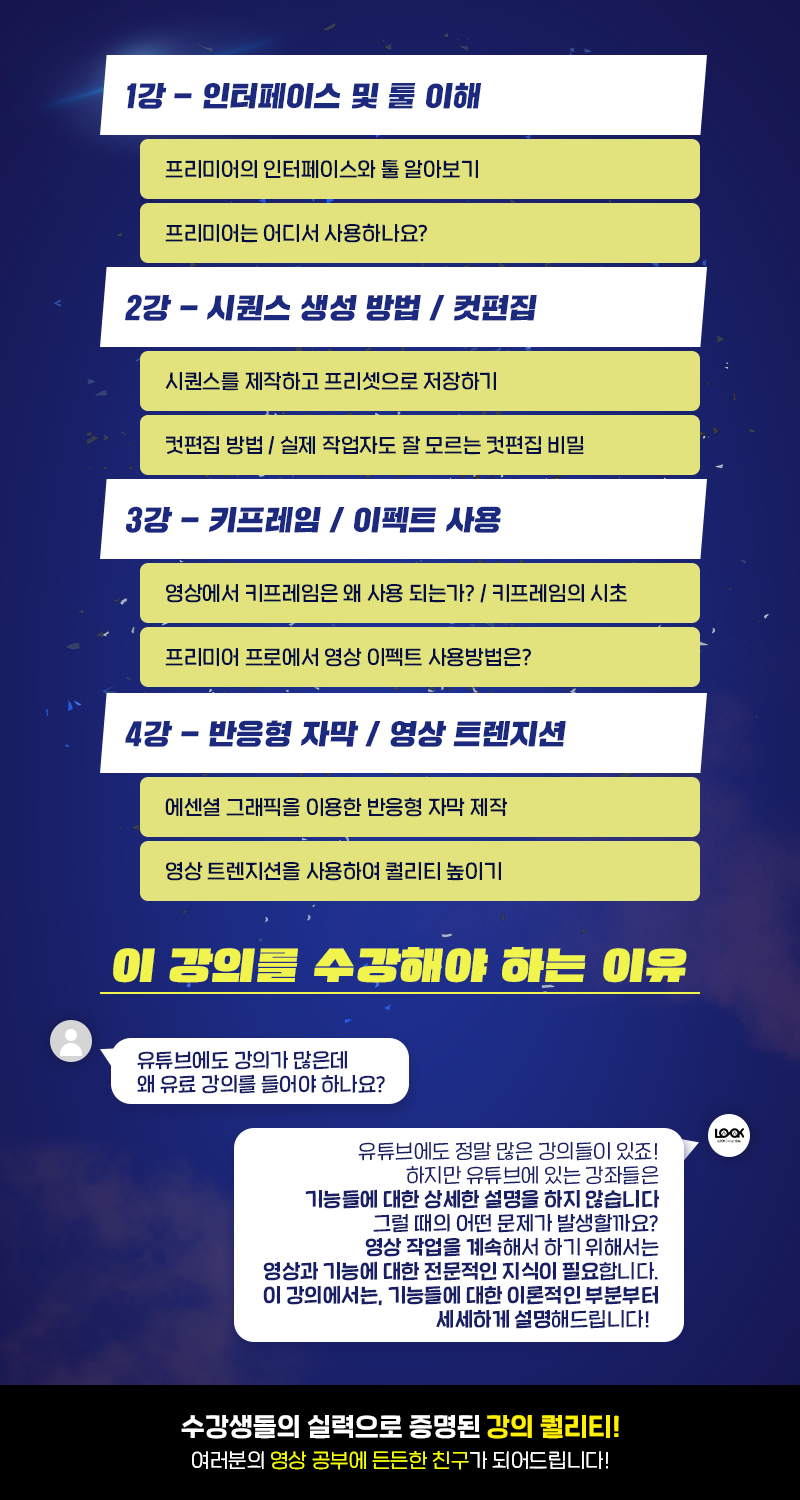 1강 - 인터페이스 및 툴 이해
프리미어의 인터페이스와 툴 알아보기
프리미어는 어디서 사용하나요?
2강 - 시퀀스 생성 방법 / 컷편집
시퀀스를 제작하고 프리셋으로 저장하기
컷편집 방법 / 실제 작업자도 잘 모르는 컷편집 비밀
3강 - 키프레임 / 이펙트 사용
영상에서 키프레임은 왜 사용 되는가? / 키프레임의 시초
프리미어 프로에서 영상 이펙트 사용방법은?
4강 - 반응형 자막 / 영상 트렌지션
에센셜 그래픽을 이용한 반응형 자막 제작
영상 트렌지션을 사용하여 퀄리티 높이기
이 강의를 수강해야 하는 이유
유튜브에도 강의가 많은데
왜 유료 강의를 들어야 하나요?
LOOK
유튜브에도 정말 많은 강의들이 있죠!
하지만 유튜브에 있는 강좌들은
기능들에 대한 상세한 설명을 하지 않습니다
그럴 때의 어떤 문제가 발생할까요?
영상 작업을 계속해서 하기 위해서는
영상과 기능에 대한 전문적인 지식이 필요합니다.
이 강의에서는, 기능들에 대한 이론적인 부분부터
세세하게 설명해드립니다!
수강생들의 실력으로 증명된 강의 퀄리티!
여러분의 영상 공부에 든든한 친구가 되어드립니다!